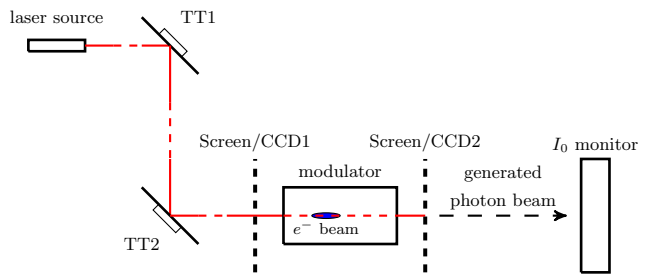 laser source
TT1
Screen/CCD1
Screen/CCD2
I₀ monitor
modulator
generated
photon beam
e⁻ beam
TT2